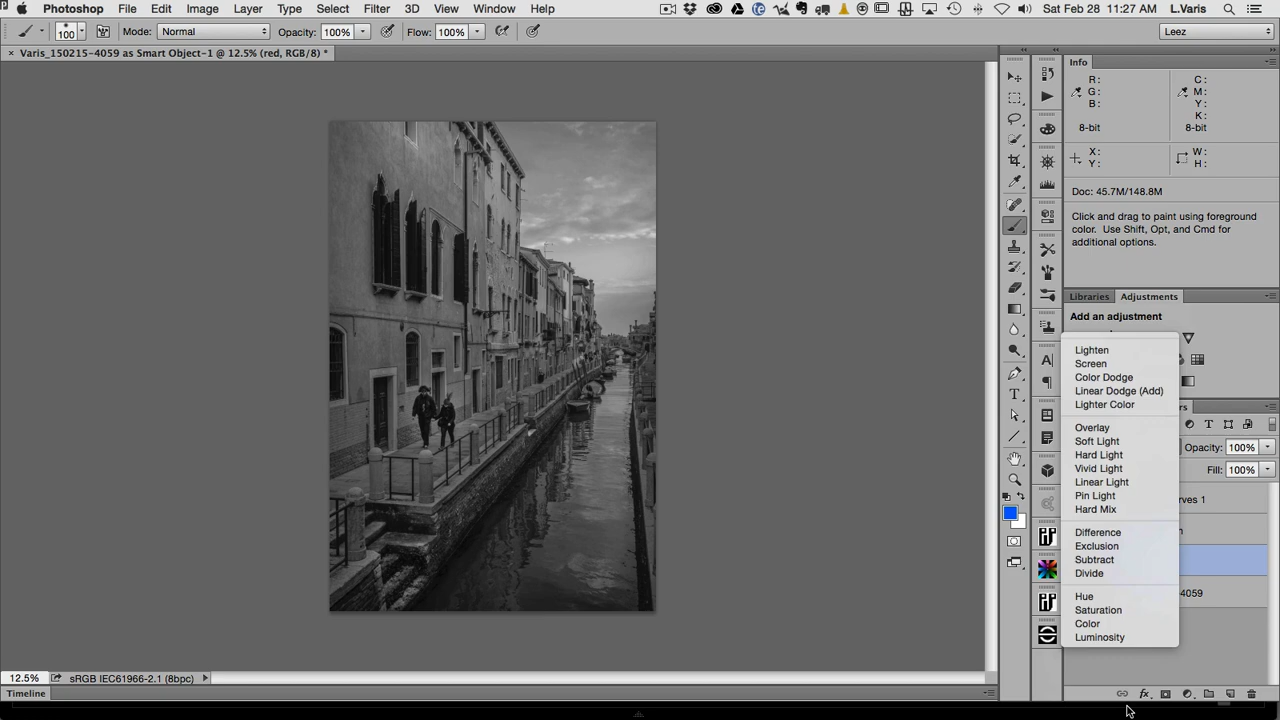 Photoshop File Edit Image Layer Type Select Filter 3D View Window Help Sat Feb 28 11:27 AM L.Varis
100 Mode: Normal Opacity: 100% Flow: 100% Leez
× Varis_150215-4059 as Smart Object-1 @ 12.5% (red, RGB/8) *
Info
R: C:
G: M:
B: Y:
K:
8-bit 8-bit
X: W:
Y: H:
Doc: 45.7M/148.8M
Click and drag to paint using foreground
color. Use Shift, Opt, and Cmd for
additional options.
Libraries Adjustments
Add an adjustment
Lighten
Screen
Color Dodge
Linear Dodge (Add)
Lighter Color
rs
Overlay
Soft Light
Opacity: 100%
Hard Light
Vivid Light
Fill: 100%
Linear Light
Pin Light
rves 1
Hard Mix
Difference
n
Exclusion
Subtract
Divide
Hue
4059
Saturation
Color
Luminosity
12.5% sRGB IEC61966-2.1 (8bpc)
fx
Timeline